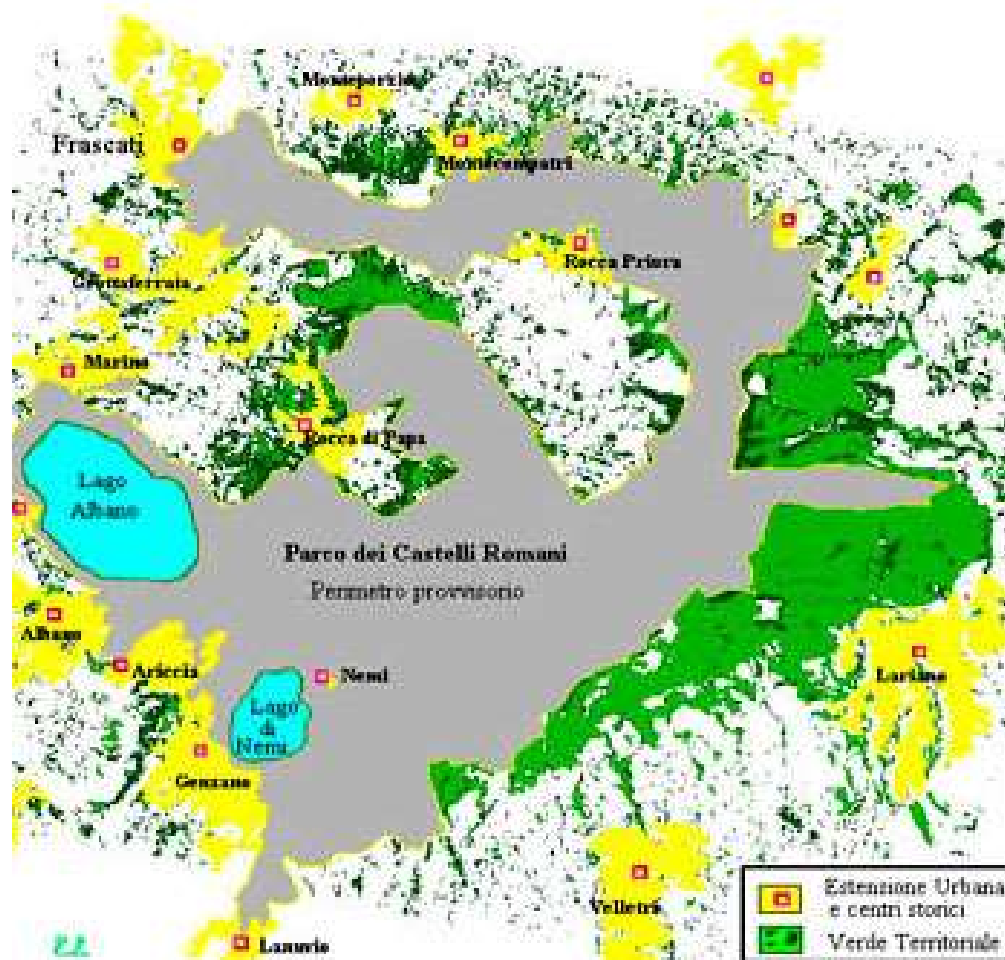 Monteporzio
Frascati
Montecompatri
Rocca Priora
Grottaferrata
Marino
Rocca di Papa
Lago
Albano
Parco dei Castelli Romani
Perimetro provvisorio
Albano
Ariccia
Nemi
Lariano
Lago
di
Nemi
Genzano
Velletri
Lanuvio
Estenzione Urbana
e centri storici
Verde Territoriale